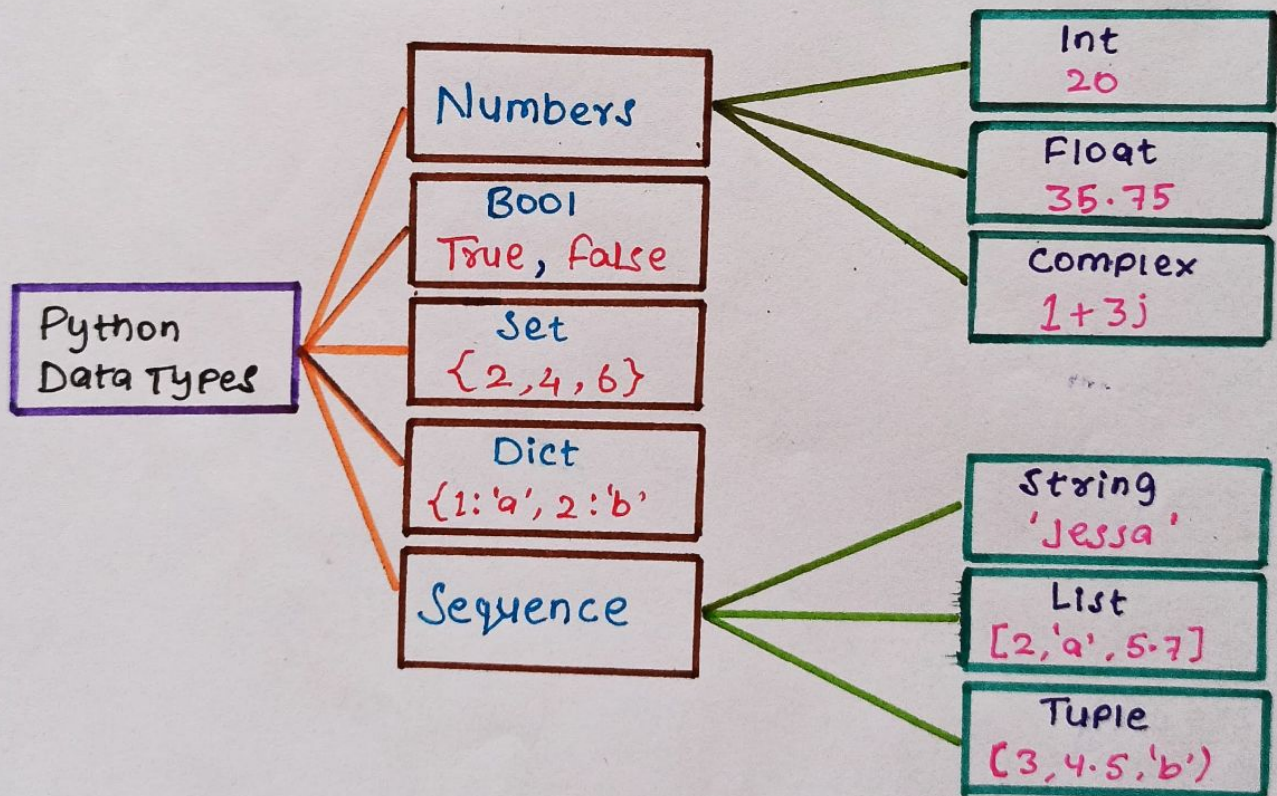 Python
Data Types
Numbers
Bool
True, False
Set
{2,4,6}
Dict
{1:'a', 2:'b'
Sequence
Int
20
Float
35.75
Complex
1+3j
String
'Jessa'
List
[2,'a',5.7]
Tuple
(3,4.5,'b')